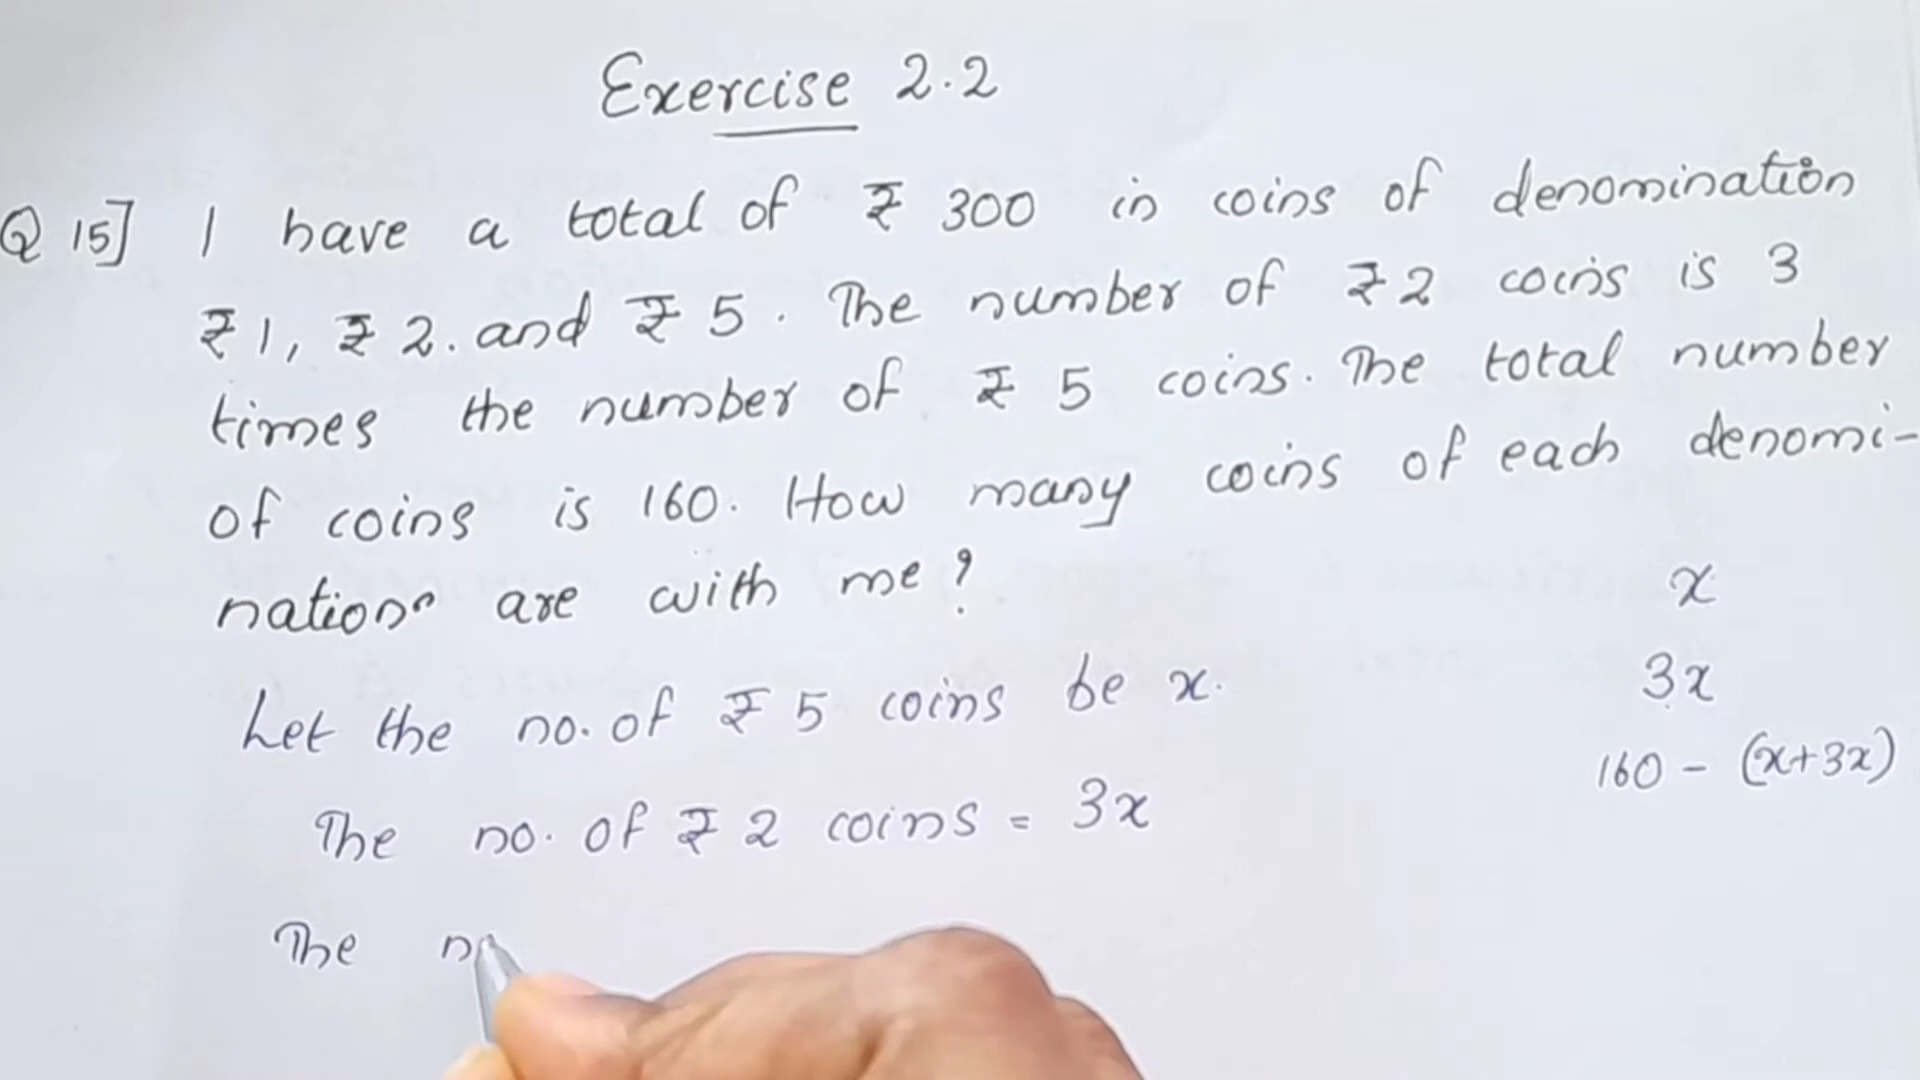 Exercise 2.2
Q 15] I have a total of ₹ 300 in coins of denomination
₹ 1, ₹ 2. and ₹ 5. The number of ₹ 2 coins is 3
times the number of ₹ 5 coins. The total number
of coins is 160. How many coins of each denomi-
nations are with me?
x
Let the no. of ₹ 5 coins be x.
3x
The no. of ₹ 2 coins = 3x
160 - (x+3x)
The